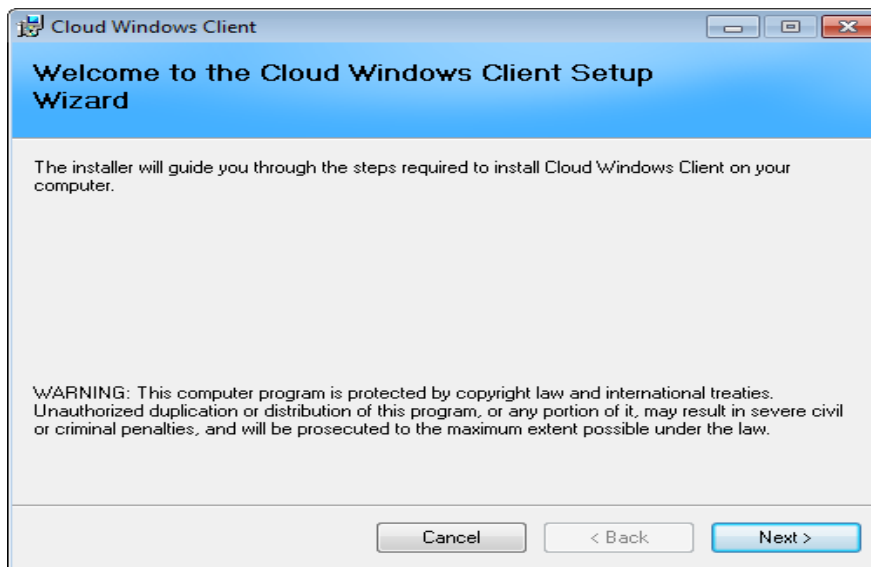 Cloud Windows Client
Welcome to the Cloud Windows Client Setup
Wizard
The installer will guide you through the steps required to install Cloud Windows Client on your
computer.
WARNING: This computer program is protected by copyright law and international treaties.
Unauthorized duplication or distribution of this program, or any portion of it, may result in severe civil
or criminal penalties, and will be prosecuted to the maximum extent possible under the law.
Cancel
< Back
Next >